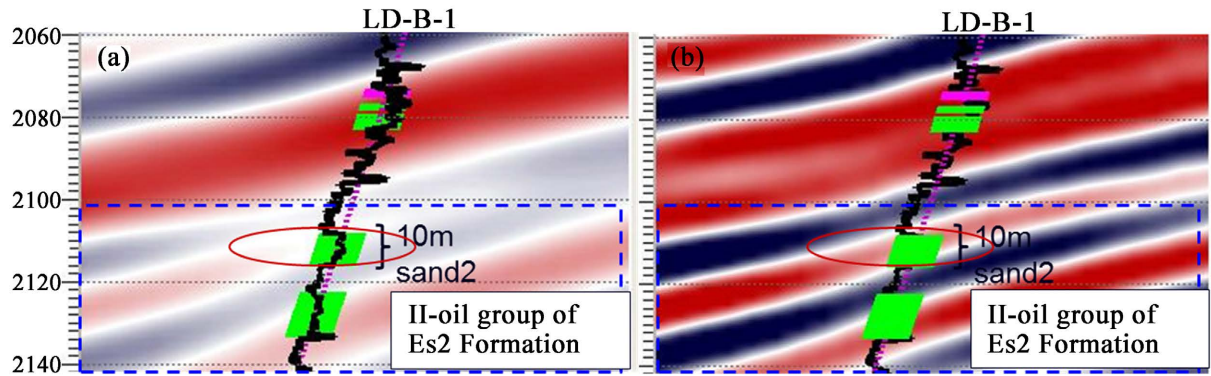 LD-B-1
LD-B-1
2060
(a)
(b)
2080
2100
10m
sand2
10m
sand2
2120
II-oil group of
Es2 Formation
II-oil group of
Es2 Formation
2140